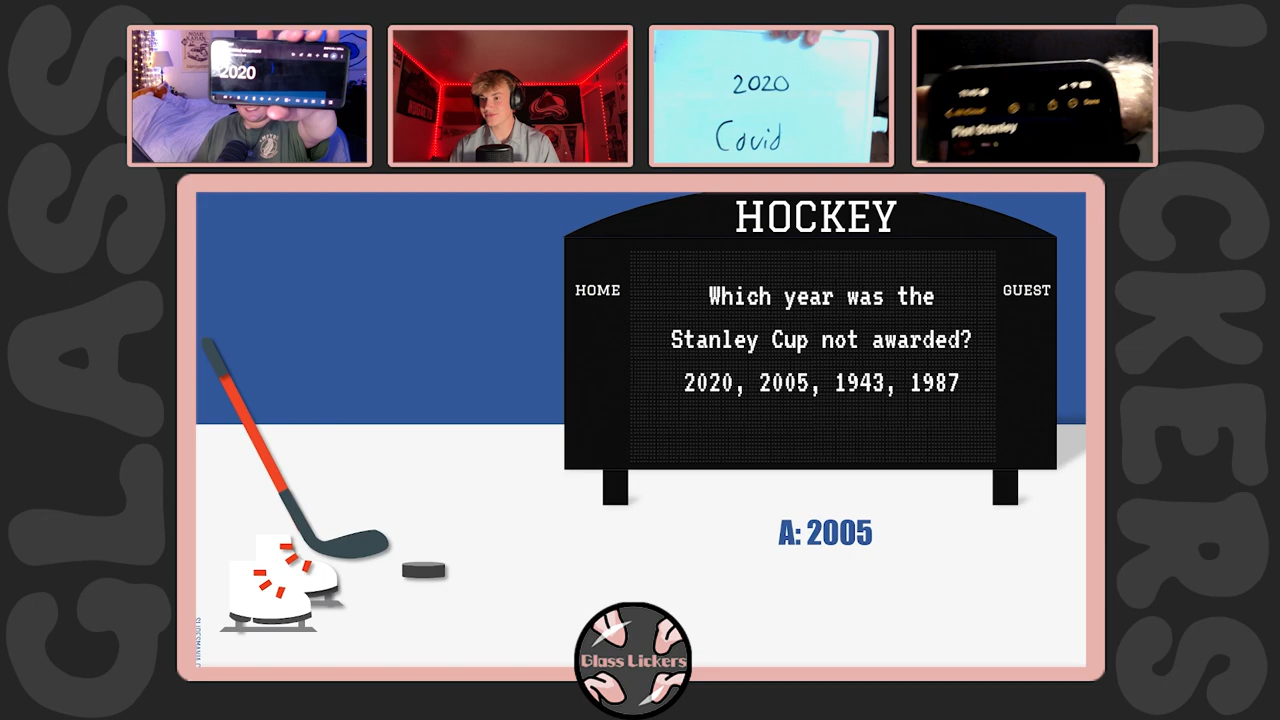 GLASS
LICKERS
2020
2020
Covid
Flat Stanley
HOCKEY
HOME
GUEST
Which year was the
Stanley Cup not awarded?
2020, 2005, 1943, 1987
A: 2005
Glass Lickers